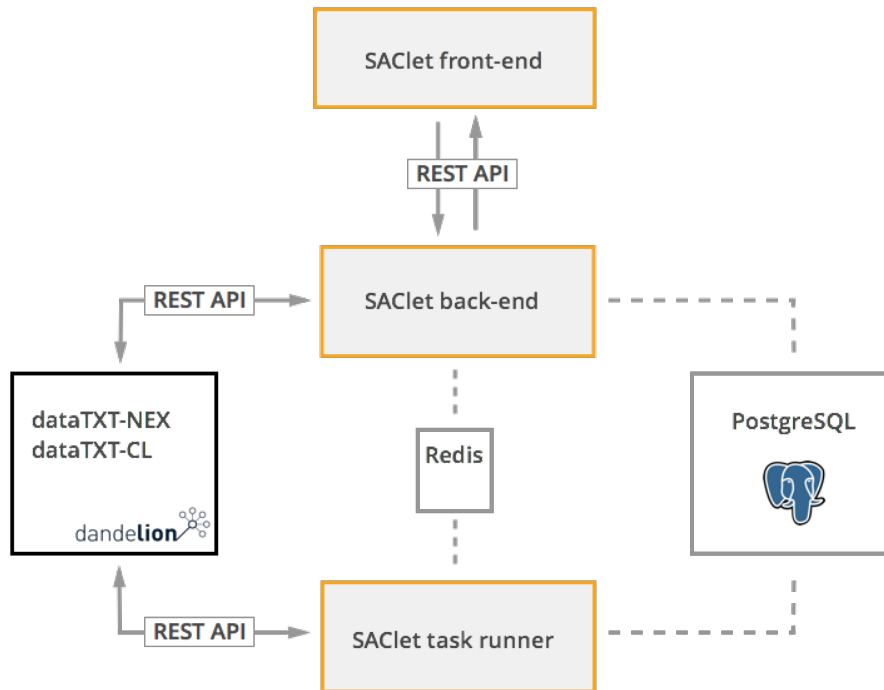 SAClet front-end
REST API
SAClet back-end
REST API
dataTXT-NEX
dataTXT-CL
dandelion
Redis
PostgreSQL
REST API
SAClet task runner